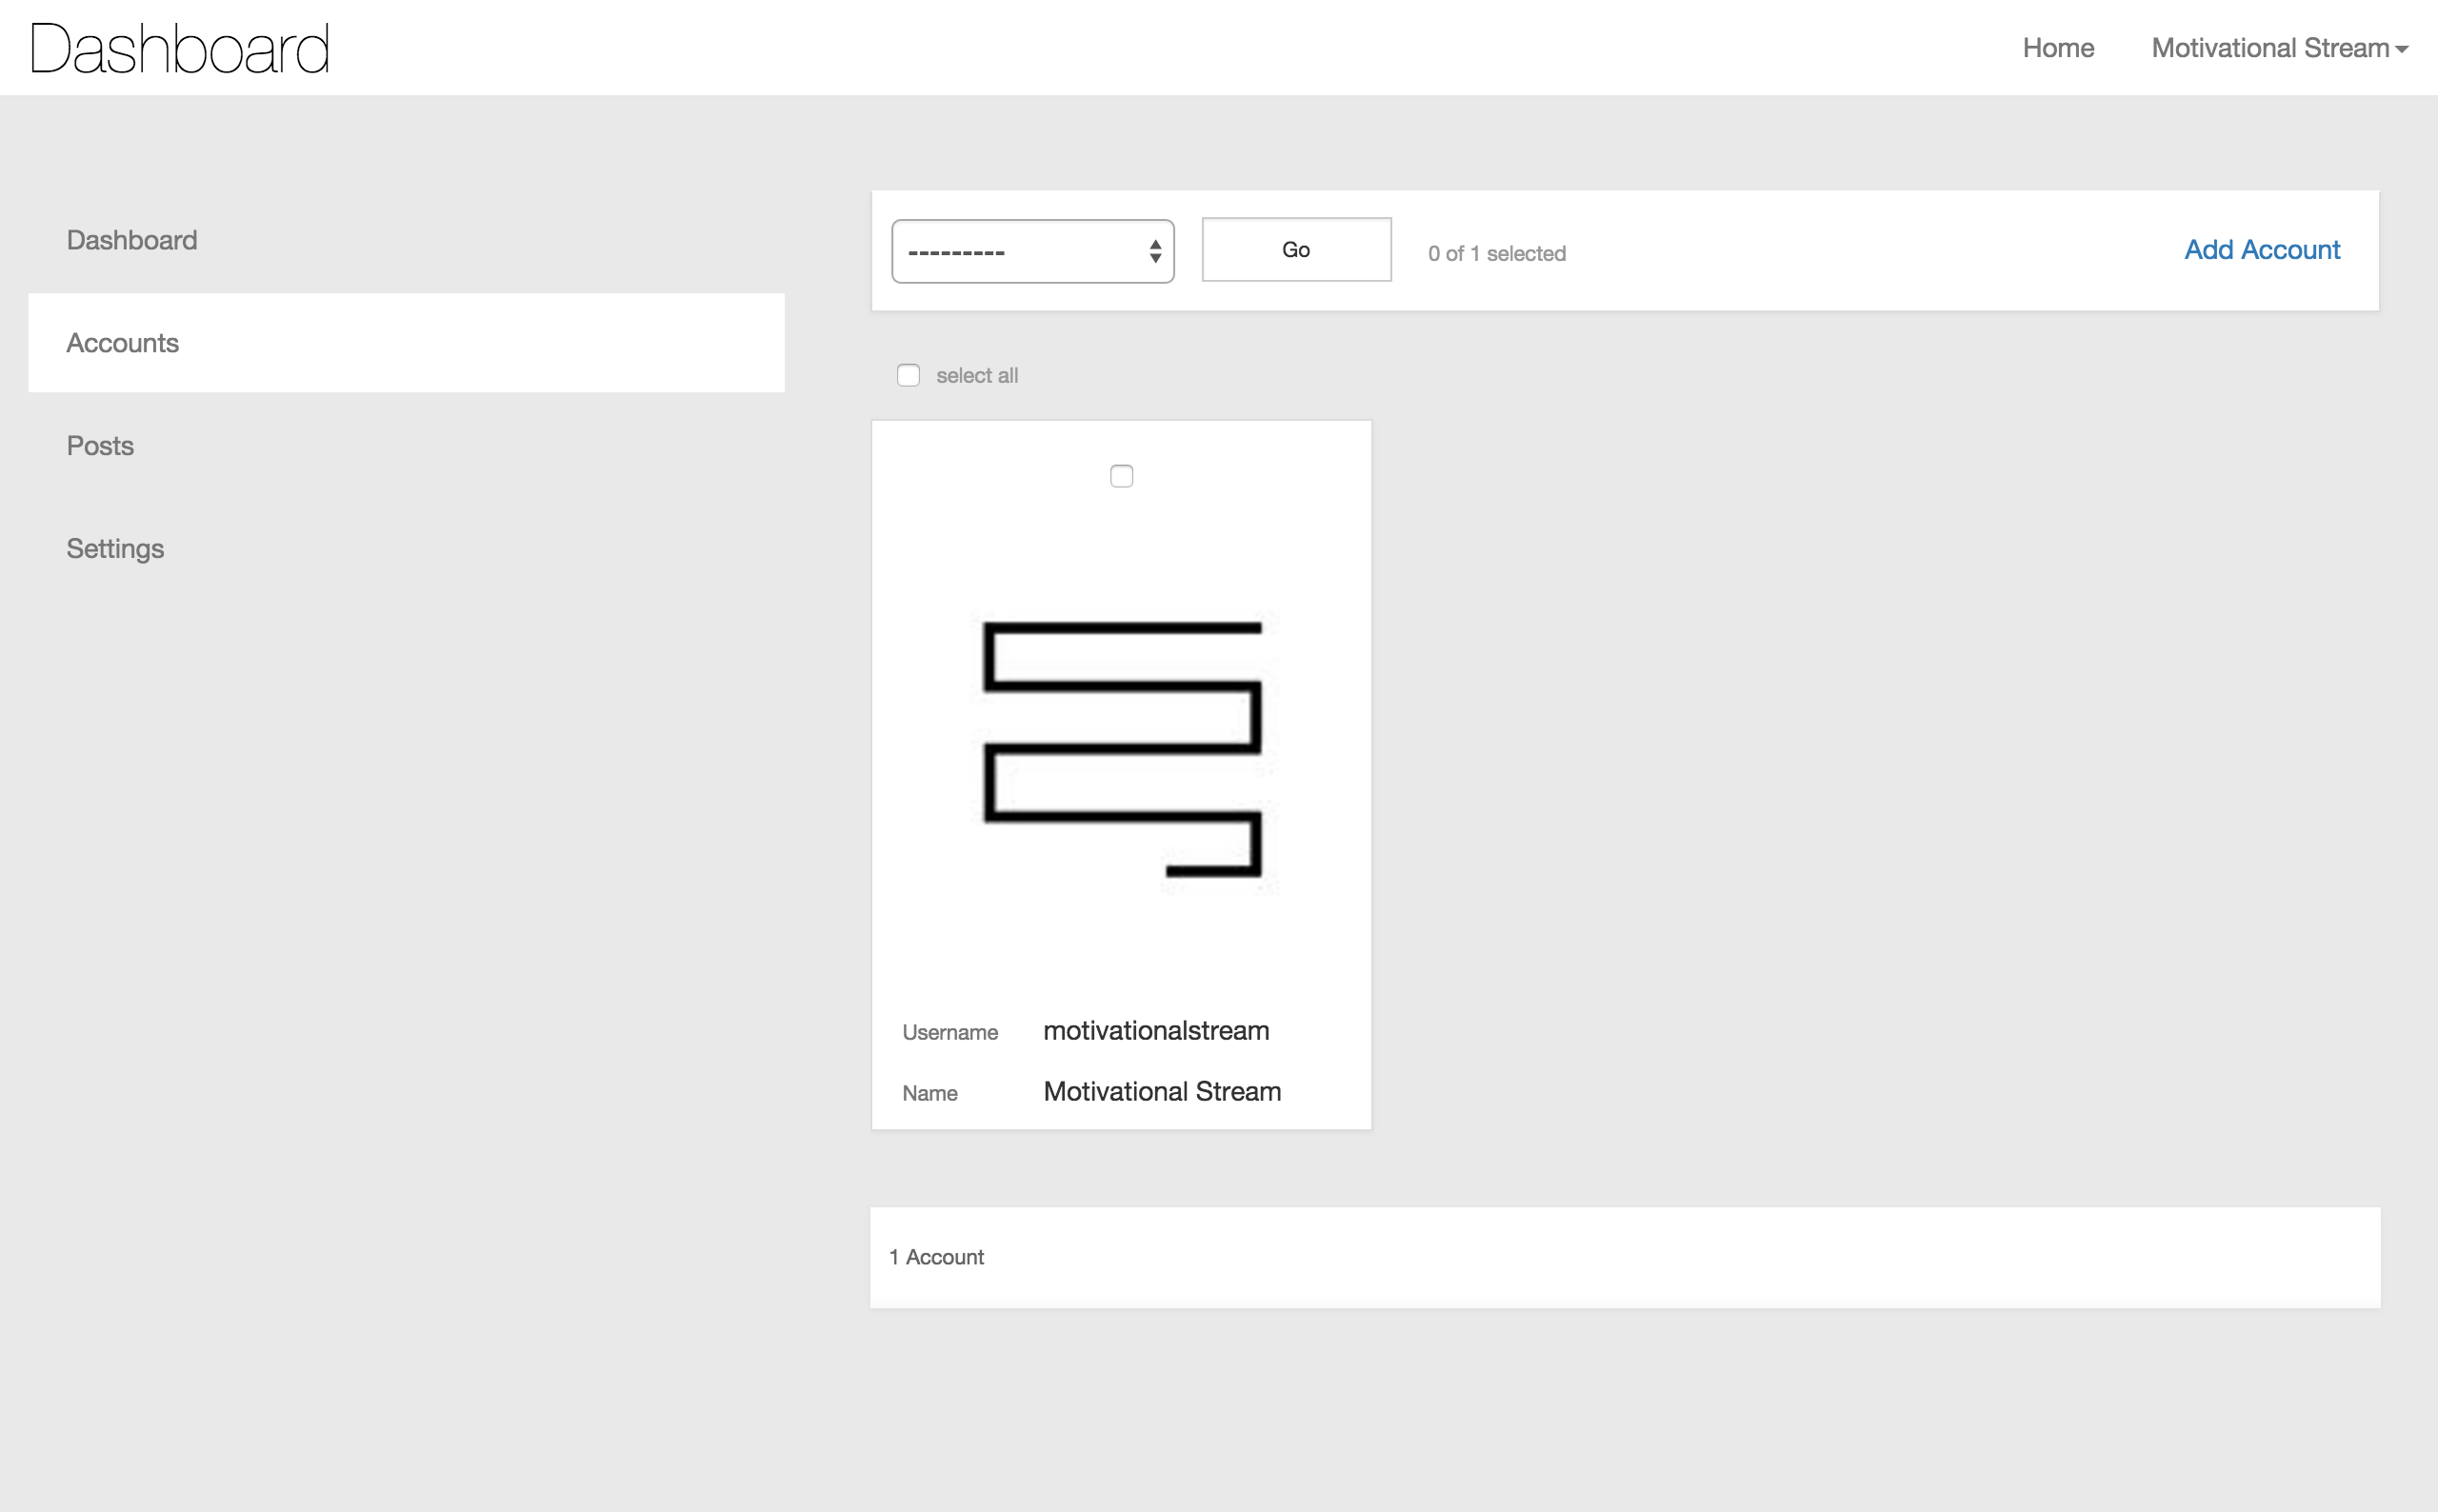 Dashboard
Home
Motivational Stream
Dashboard
Accounts
Posts
Settings
---------
Go
0 of 1 selected
Add Account
select all
Username motivationalstream
Name Motivational Stream
1 Account